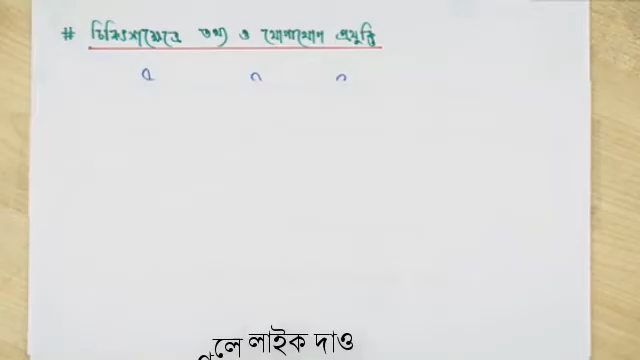 # চিকিৎসাক্ষেত্রে তথ্য ও যোগাযোগ প্রযুক্তি
লাইক দাও